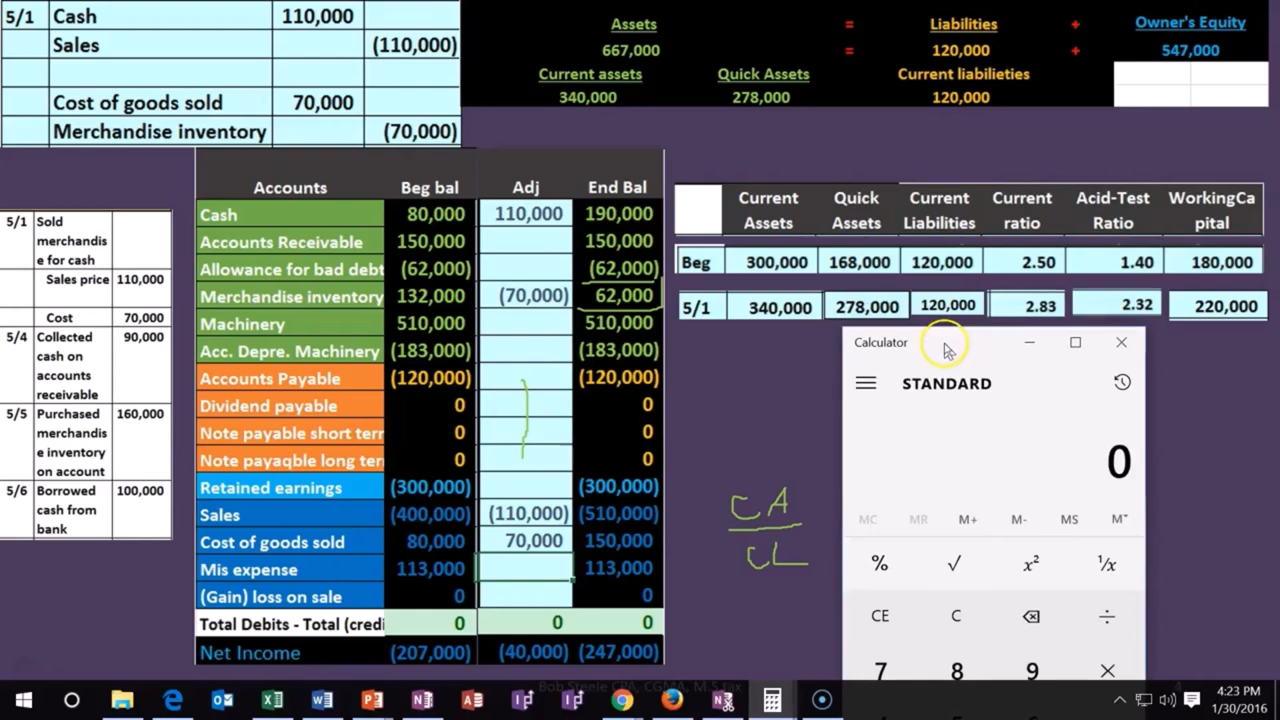 5/1 Cash 110,000
Sales (110,000)
Cost of goods sold 70,000
Merchandise inventory (70,000)
Assets = Liabilities + Owner's Equity
667,000 = 120,000 + 547,000
Current assets Quick Assets Current liabilieties
340,000 278,000 120,000
5/1 Sold
merchandis
e for cash
Sales price 110,000
Cost 70,000
5/4 Collected 90,000
cash on
accounts
receivable
5/5 Purchased 160,000
merchandis
e inventory
on account
5/6 Borrowed 100,000
cash from
bank
Accounts Beg bal Adj End Bal
Cash 80,000 110,000 190,000
Accounts Receivable 150,000 150,000
Allowance for bad debt (62,000) (62,000)
Merchandise inventory 132,000 (70,000) 62,000
Machinery 510,000 510,000
Acc. Depre. Machinery (183,000) (183,000)
Accounts Payable (120,000) (120,000)
Dividend payable 0 0
Note payable short term 0 0
Note payaqble long ter 0 0
Retained earnings (300,000) (300,000)
Sales (400,000) (110,000) (510,000)
Cost of goods sold 80,000 70,000 150,000
Mis expense 113,000 113,000
(Gain) loss on sale 0 0
Total Debits - Total (credi 0 0 0
Net Income (207,000) (40,000) (247,000)
Current Quick Current Current Acid-Test WorkingCa
Assets Assets Liabilities ratio Ratio pital
Beg 300,000 168,000 120,000 2.50 1.40 180,000
5/1 340,000 278,000 120,000 2.83 2.32 220,000
CA
CL
Calculator
STANDARD
0
MC MR M+ M- MS M˅
% √ x² ¹/x
CE C ÷
7 8 9 ×
Bob Steele CPA, CGMA, M.S.tax
4:23 PM
1/30/2016